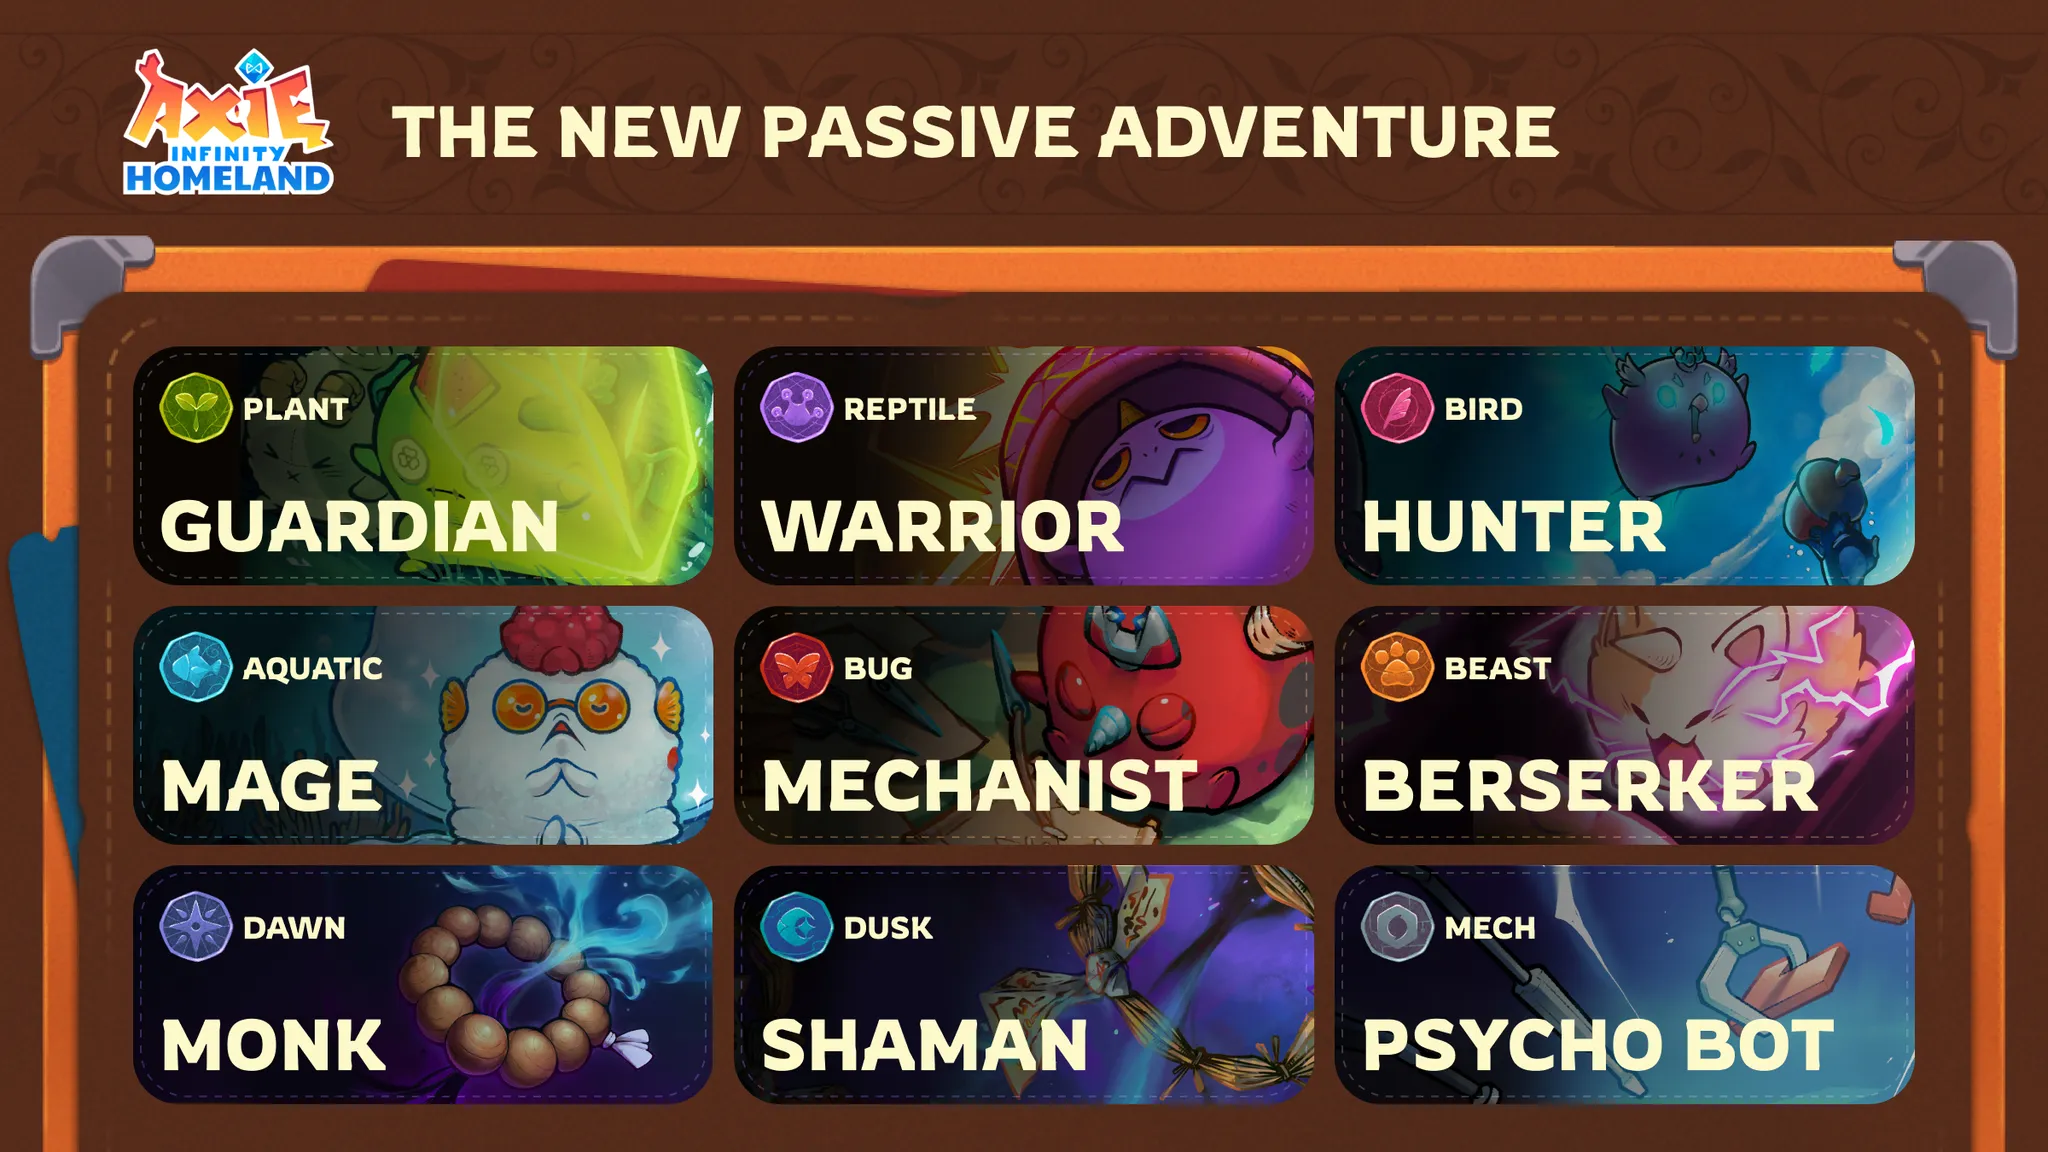 AXIE
INFINITY
HOMELAND
THE NEW PASSIVE ADVENTURE
PLANT
GUARDIAN
REPTILE
WARRIOR
BIRD
HUNTER
AQUATIC
MAGE
BUG
MECHANIST
BEAST
BERSERKER
DAWN
MONK
DUSK
SHAMAN
MECH
PSYCHO BOT